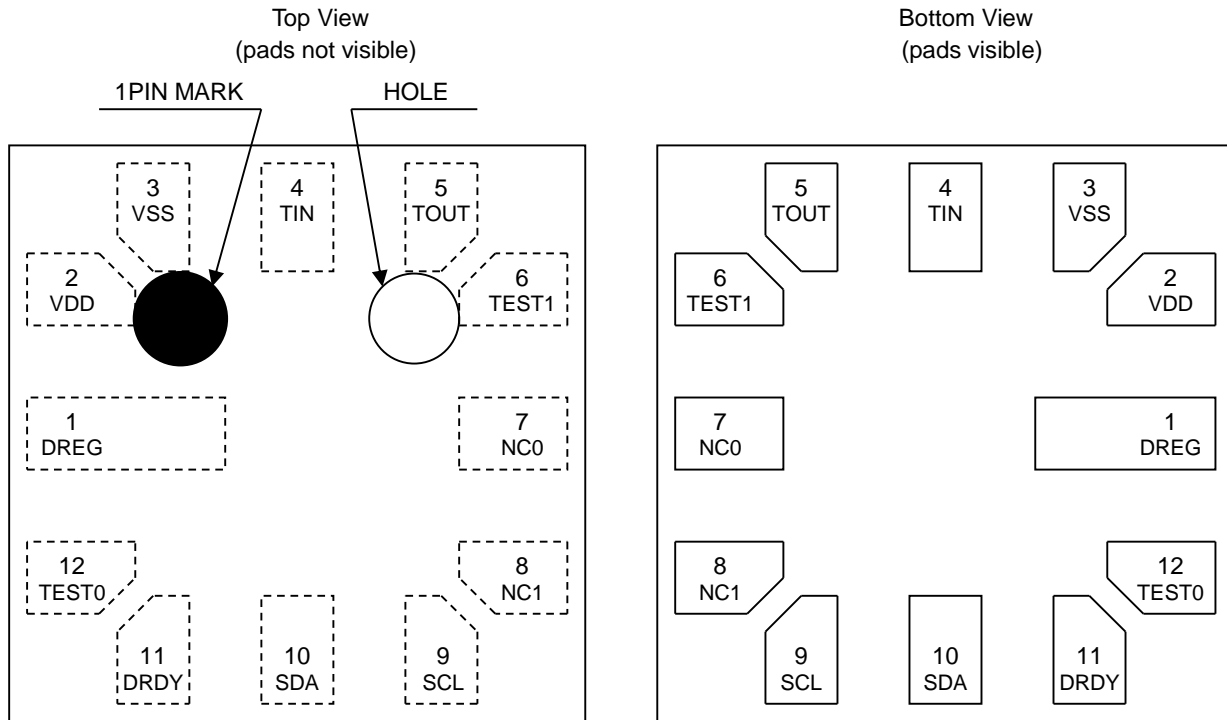 Top View
(pads not visible)
1PIN MARK
HOLE
3
VSS
4
TIN
5
TOUT
2
VDD
6
TEST1
1
DREG
7
NC0
12
TEST0
8
NC1
11
DRDY
10
SDA
9
SCL
Bottom View
(pads visible)
5
TOUT
4
TIN
3
VSS
6
TEST1
2
VDD
7
NC0
1
DREG
8
NC1
12
TEST0
9
SCL
10
SDA
11
DRDY